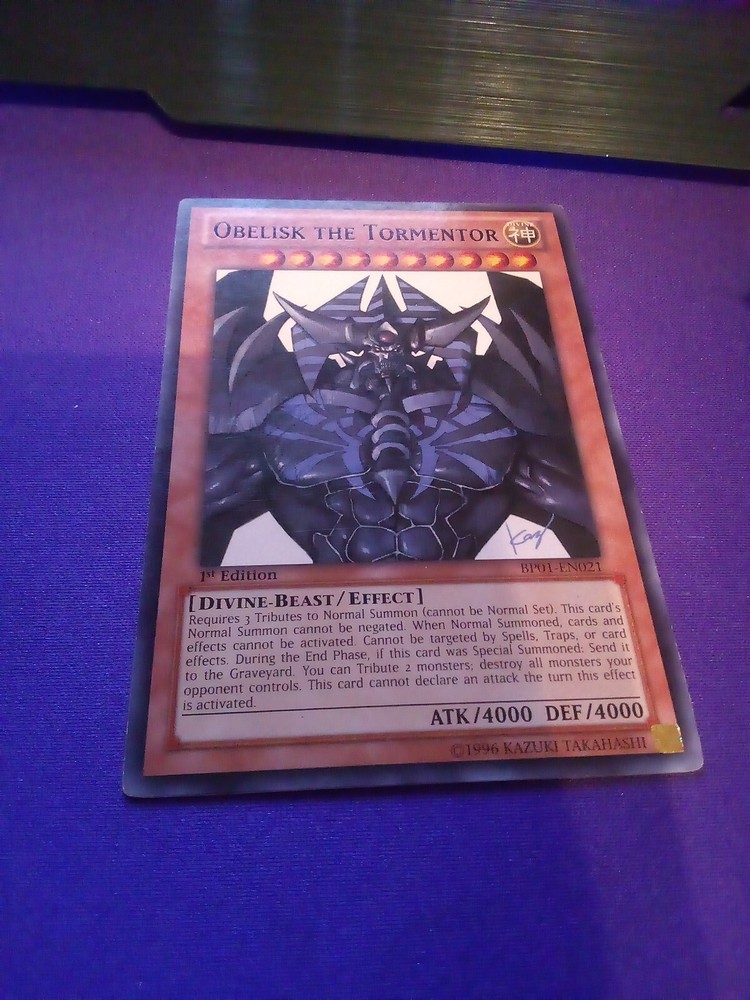 OBELISK THE TORMENTOR
DIVINE
神
Kazf
1st Edition
BP01-EN021
[DIVINE-BEAST/EFFECT]
Requires 3 Tributes to Normal Summon (cannot be Normal Set). This card's
Normal Summon cannot be negated. When Normal Summoned, cards and
effects cannot be activated. Cannot be targeted by Spells, Traps, or card
effects. During the End Phase, if this card was Special Summoned: Send it
to the Graveyard. You can Tribute 2 monsters; destroy all monsters your
opponent controls. This card cannot declare an attack the turn this effect
is activated.
ATK/4000 DEF/4000
©1996 KAZUKI TAKAHASHI